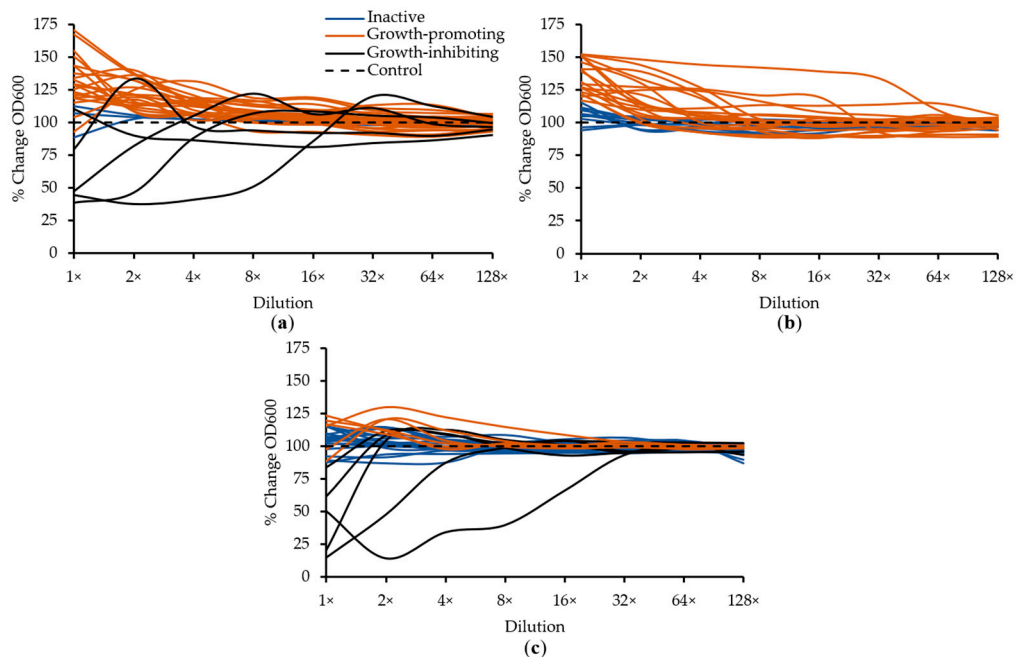 Inactive
Growth-promoting
Growth-inhibiting
Control
% Change OD600
175
150
125
100
75
50
25
0
1× 2× 4× 8× 16× 32× 64× 128×
Dilution
(a)
% Change OD600
175
150
125
100
75
50
25
0
1× 2× 4× 8× 16× 32× 64× 128×
Dilution
(b)
% Change OD600
175
150
125
100
75
50
25
0
1× 2× 4× 8× 16× 32× 64× 128×
Dilution
(c)